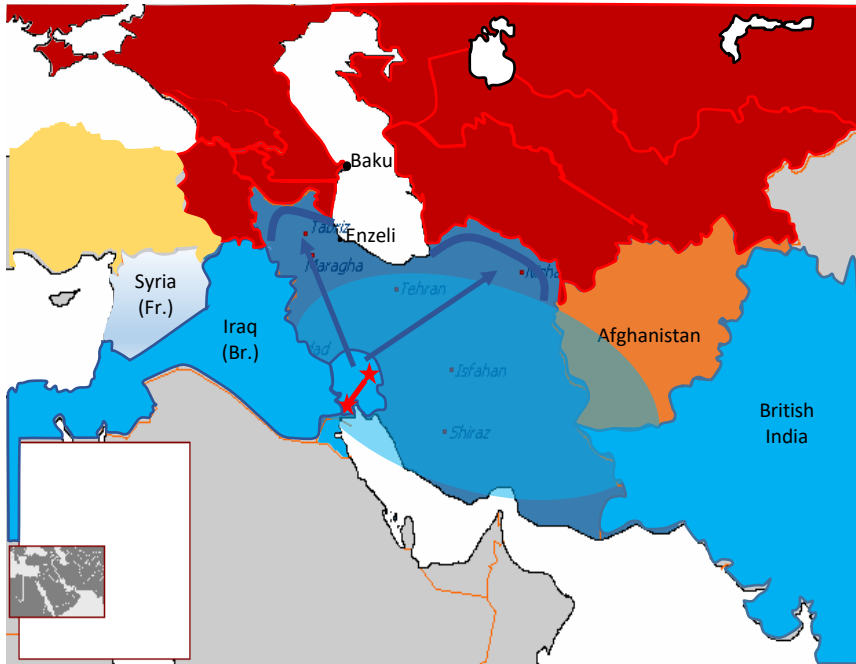 Baku
Enzeli
Tabriz
Maragha
Tehran
Syria
(Fr.)
Iraq
(Br.)
Afghanistan
Isfahan
Shiraz
British
India